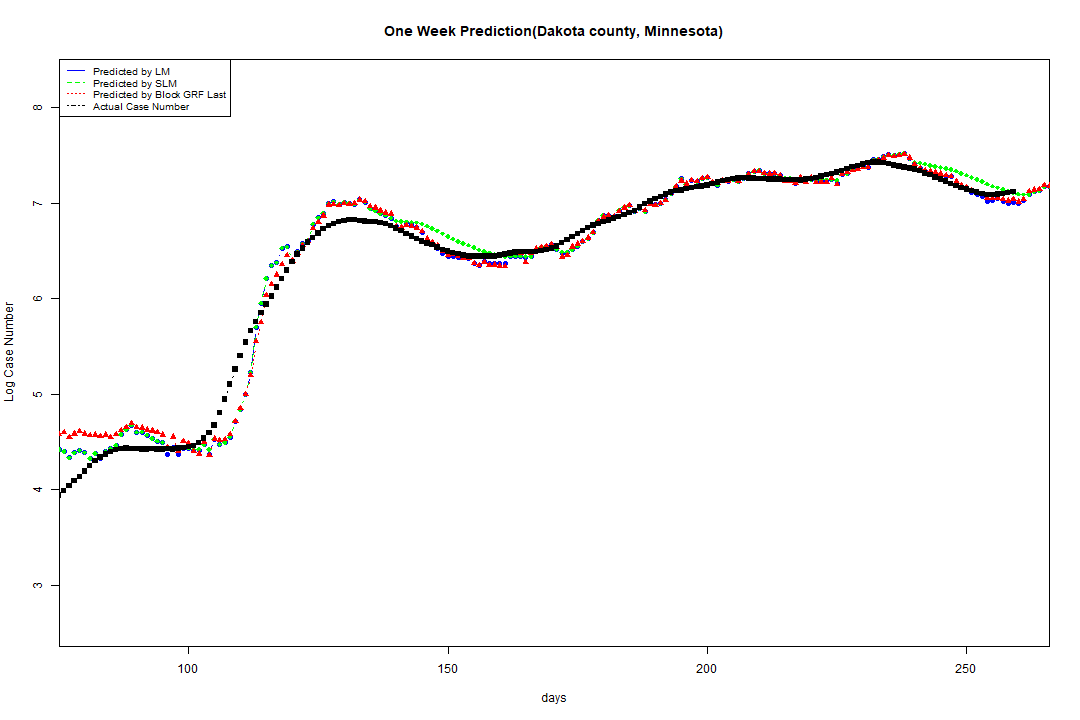 One Week Prediction(Dakota county, Minnesota)
Predicted by LM
Predicted by SLM
Predicted by Block GRF Last
Actual Case Number
8
7
6
5
4
3
Log Case Number
100 150 200 250
days